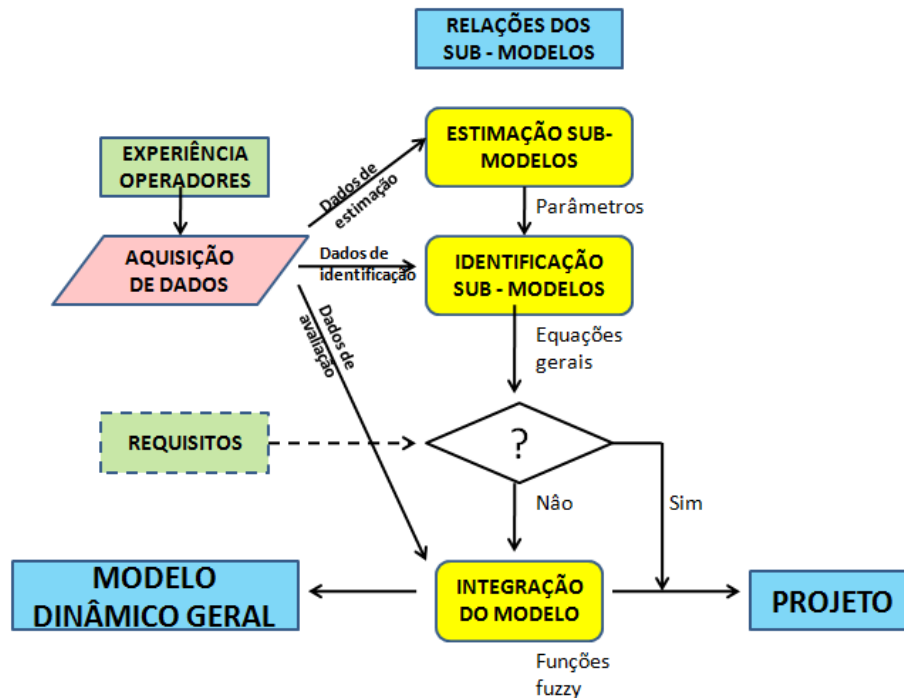 RELAÇÕES DOS
SUB - MODELOS
EXPERIÊNCIA
OPERADORES
ESTIMAÇÃO SUB-
MODELOS
Dados de
estimação
Parâmetros
AQUISIÇÃO
DE DADOS
Dados de
identificação
IDENTIFICAÇÃO
SUB - MODELOS
Dados de
avaliação
Equações
gerais
REQUISITOS
?
Nâo
Sim
MODELO
DINÂMICO GERAL
INTEGRAÇÃO
DO MODELO
PROJETO
Funções
fuzzy